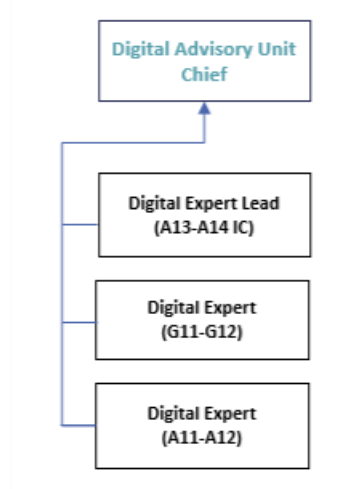 Digital Advisory Unit
Chief
Digital Expert Lead
(A13-A14 IC)
Digital Expert
(G11-G12)
Digital Expert
(A11-A12)